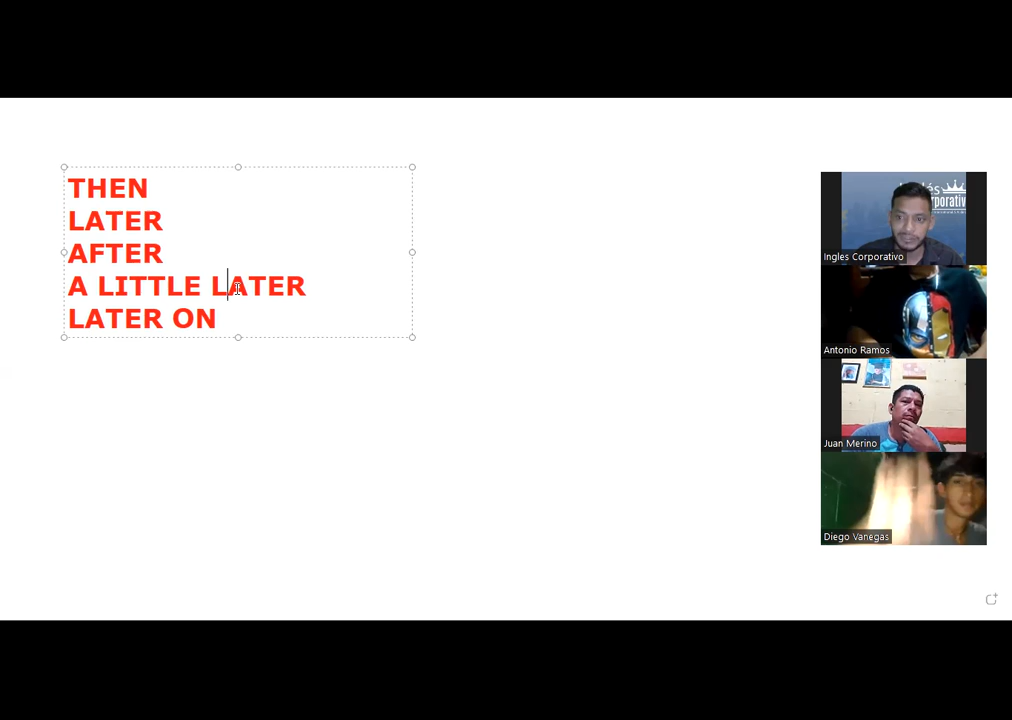 THEN
LATER
AFTER
A LITTLE LATER
LATER ON
Ingles Corporativo
Antonio Ramos
Juan Merino
Diego Vanegas